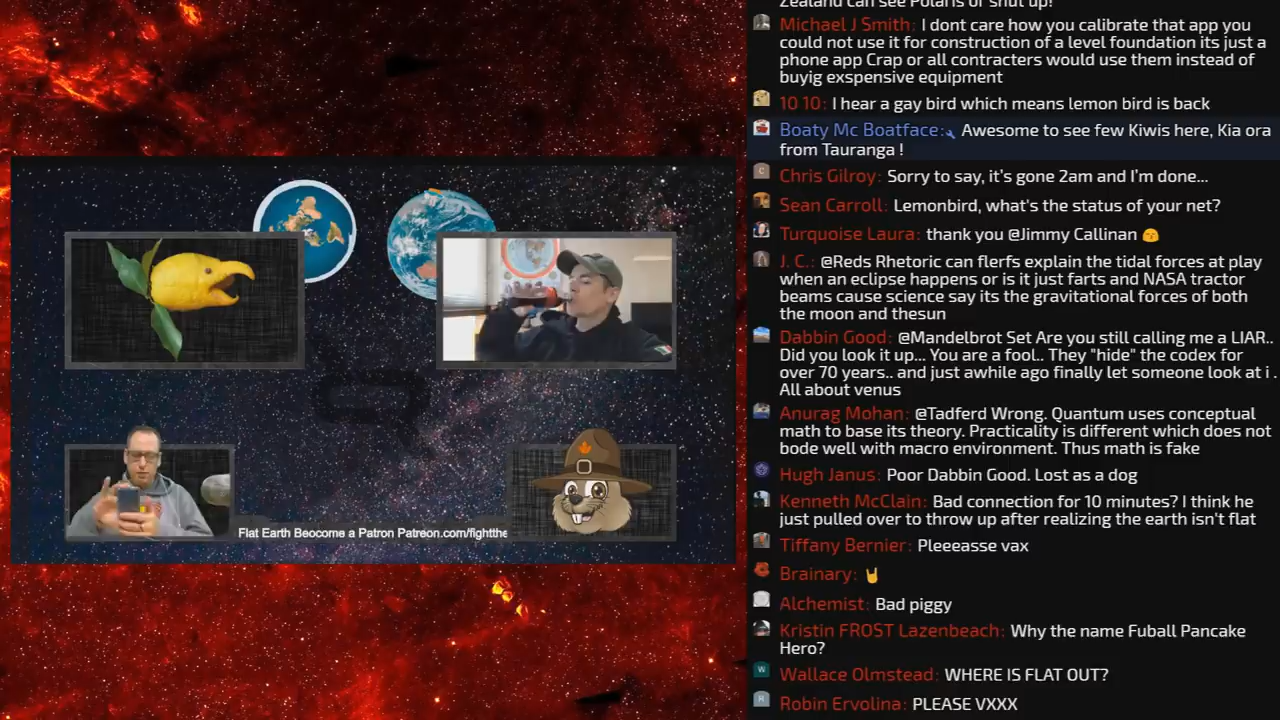 Zealand can see Polaris or shut up!
Michael J Smith: I dont care how you calibrate that app you
could not use it for construction of a level foundation its just a
phone app Crap or all contracters would use them instead of
buyig exspensive equipment
10 10: I hear a gay bird which means lemon bird is back
Boaty Mc Boatface: Awesome to see few Kiwis here, Kia ora
from Tauranga !
Chris Gilroy: Sorry to say, it's gone 2am and I'm done...
Sean Carroll: Lemonbird, what's the status of your net?
Turquoise Laura: thank you @Jimmy Callinan 😙
J. C.: @Reds Rhetoric can flerfs explain the tidal forces at play
when an eclipse happens or is it just farts and NASA tractor
beams cause science say its the gravitational forces of both
the moon and thesun
Dabbin Good: @Mandelbrot Set Are you still calling me a LIAR..
Did you look it up... You are a fool.. They "hide" the codex for
over 70 years.. and just awhile ago finally let someone look at i .
All about venus
Anurag Mohan: @Tadferd Wrong. Quantum uses conceptual
math to base its theory. Practicality is different which does not
bode well with macro environment. Thus math is fake
Hugh Janus: Poor Dabbin Good. Lost as a dog
Kenneth McClain: Bad connection for 10 minutes? I think he
just pulled over to throw up after realizing the earth isn't flat
Tiffany Bernier: Pleeeasse vax
Brainary: 🤘
Alchemist: Bad piggy
Kristin FROST Lazenbeach: Why the name Fuball Pancake
Hero?
W
Wallace Olmstead: WHERE IS FLAT OUT?
R
Robin Ervolina: PLEASE VXXX
Flat Earth Beocome a Patron Patreon.com/fightthe